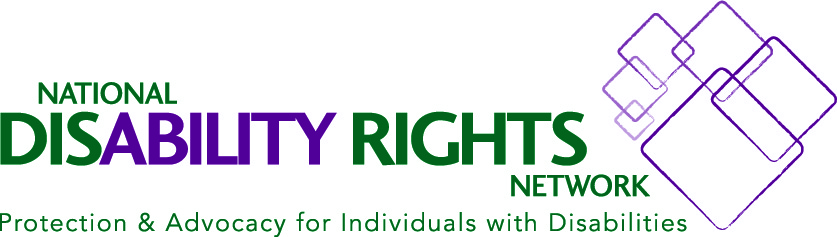 NATIONAL
DISABILITY RIGHTS
NETWORK
Protection & Advocacy for Individuals with Disabilities